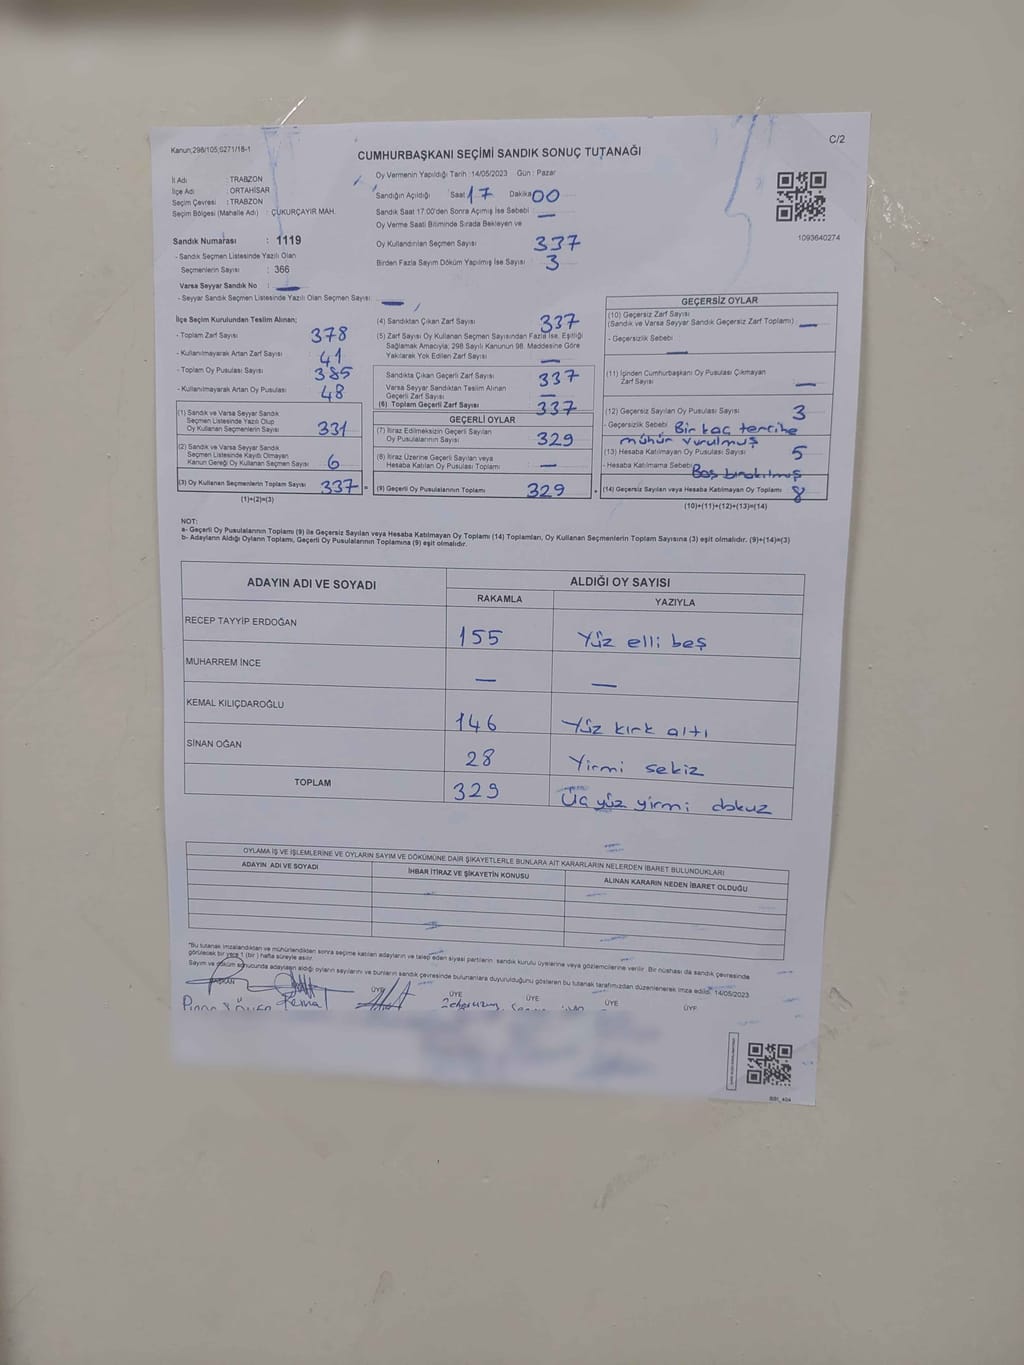 Kanun;298/105,6271/18-1
C/2
CUMHURBAŞKANI SEÇİMİ SANDIK SONUÇ TUTANAĞI
İl Adı : TRABZON
İlçe Adı : ORTAHİSAR
Seçim Çevresi : TRABZON
Seçim Bölgesi (Mahalle Adı) : ÇUKURÇAYIR MAH.
Sandık Numarası : 1119
- Sandık Seçmen Listesinde Yazılı Olan
Seçmenlerin Sayısı : 366
Varsa Seyyar Sandık No : —
- Seyyar Sandık Seçmen Listesinde Yazılı Olan Seçmen Sayısı: —
Oy Vermenin Yapıldığı Tarih :14/05/2023 Gün : Pazar
Sandığın Açıldığı Saat 17 Dakika 00
Sandık Saat 17:00'den Sonra Açılmış İse Sebebi —
Oy Verme Saati Bitiminde Sırada Bekleyen ve
Oy Kullandırılan Seçmen Sayısı 337
Birden Fazla Sayım Döküm Yapılmış İse Sayısı 3
1093640274
İlçe Seçim Kurulundan Teslim Alınan;
- Toplam Zarf Sayısı 378
- Kullanılmayarak Artan Zarf Sayısı 41
- Toplam Oy Pusulası Sayısı 385
- Kullanılmayarak Artan Oy Pusulası 48
(1) Sandık ve Varsa Seyyar Sandık
Seçmen Listesinde Yazılı Olup
Oy Kullanan Seçmenlerin Sayısı 331
(2) Sandık ve Varsa Seyyar Sandık
Seçmen Listesinde Kayıtlı Olmayan
Kanun Gereği Oy Kullanan Seçmen Sayısı 6
(3) Oy Kullanan Seçmenlerin Toplam Sayısı 337 =
(1)+(2)=(3)
(4) Sandıktan Çıkan Zarf Sayısı 337
(5) Zarf Sayısı Oy Kullanan Seçmen Sayısından Fazla İse, Eşitliği
Sağlamak Amacıyla; 298 Sayılı Kanunun 98. Maddesine Göre
Yakılarak Yok Edilen Zarf Sayısı —
Sandıkta Çıkan Geçerli Zarf Sayısı 337
Varsa Seyyar Sandıktan Teslim Alınan
Geçerli Zarf Sayısı —
(6) Toplam Geçerli Zarf Sayısı 337
GEÇERLİ OYLAR
(7) İtiraz Edilmeksizin Geçerli Sayılan
Oy Pusulalarının Sayısı 329
(8) İtiraz Üzerine Geçerli Sayılan veya
Hesaba Katılan Oy Pusulası Toplamı —
(9) Geçerli Oy Pusulalarının Toplamı 329 +
GEÇERSİZ OYLAR
(10) Geçersiz Zarf Sayısı
(Sandık ve Varsa Seyyar Sandık Geçersiz Zarf Toplamı) —
- Geçersizlik Sebebi: —
(11) İçinden Cumhurbaşkanı Oy Pusulası Çıkmayan
Zarf Sayısı —
(12) Geçersiz Sayılan Oy Pusulası Sayısı 3
- Geçersizlik Sebebi Bir kaç tercihe
mühür vurulmuş
(13) Hesaba Katılmayan Oy Pusulası Sayısı 5
- Hesaba Katılmama Sebebi Boş bırakılmış
(14) Geçersiz Sayılan veya Hesaba Katılmayan Oy Toplamı 8
(10)+(11)+(12)+(13)=(14)
NOT:
a- Geçerli Oy Pusulalarının Toplamı (9) ile Geçersiz Sayılan veya Hesaba Katılmayan Oy Toplamı (14) Toplamları, Oy Kullanan Seçmenlerin Toplam Sayısına (3) eşit olmalıdır. (9)+(14)=(3)
b- Adayların Aldığı Oyların Toplamı, Geçerli Oy Pusulalarının Toplamına (9) eşit olmalıdır.
ADAYIN ADI VE SOYADI ALDIĞI OY SAYISI
RAKAMLA YAZIYLA
RECEP TAYYİP ERDOĞAN 155 Yüz elli beş
MUHARREM İNCE — —
KEMAL KILIÇDAROĞLU 146 Yüz kırk altı
SİNAN OĞAN 28 Yirmi sekiz
TOPLAM 329 Üç yüz yirmi dokuz
OYLAMA İŞ VE İŞLEMLERİNE VE OYLARIN SAYIM VE DÖKÜMÜNE DAİR ŞİKAYETLERLE BUNLARA AİT KARARLARIN NELERDEN İBARET BULUNDUKLARI
ADAYIN ADI VE SOYADI İHBAR İTİRAZ VE ŞİKAYETİN KONUSU ALINAN KARARIN NEDEN İBARET OLDUĞU
*Bu tutanak imzalandıktan ve mühürlendikten sonra seçime katılan adayların ve talep eden siyasi partilerin sandık kurulu üyelerine veya gözlemcilerine verilir. Bir nüshası da sandık çevresinde
görülecek bir yere 1 (bir) hafta süreyle asılır.
Sayım ve döküm sonucunda adayların aldığı oyların sayılarını ve bunların sandık çevresinde bulunanlara duyurulduğunu gösteren bu tutanak tarafımızdan düzenlenerek imza edildi. 14/05/2023
BAŞKAN ÜYE ÜYE ÜYE ÜYE ÜYE
Kemal